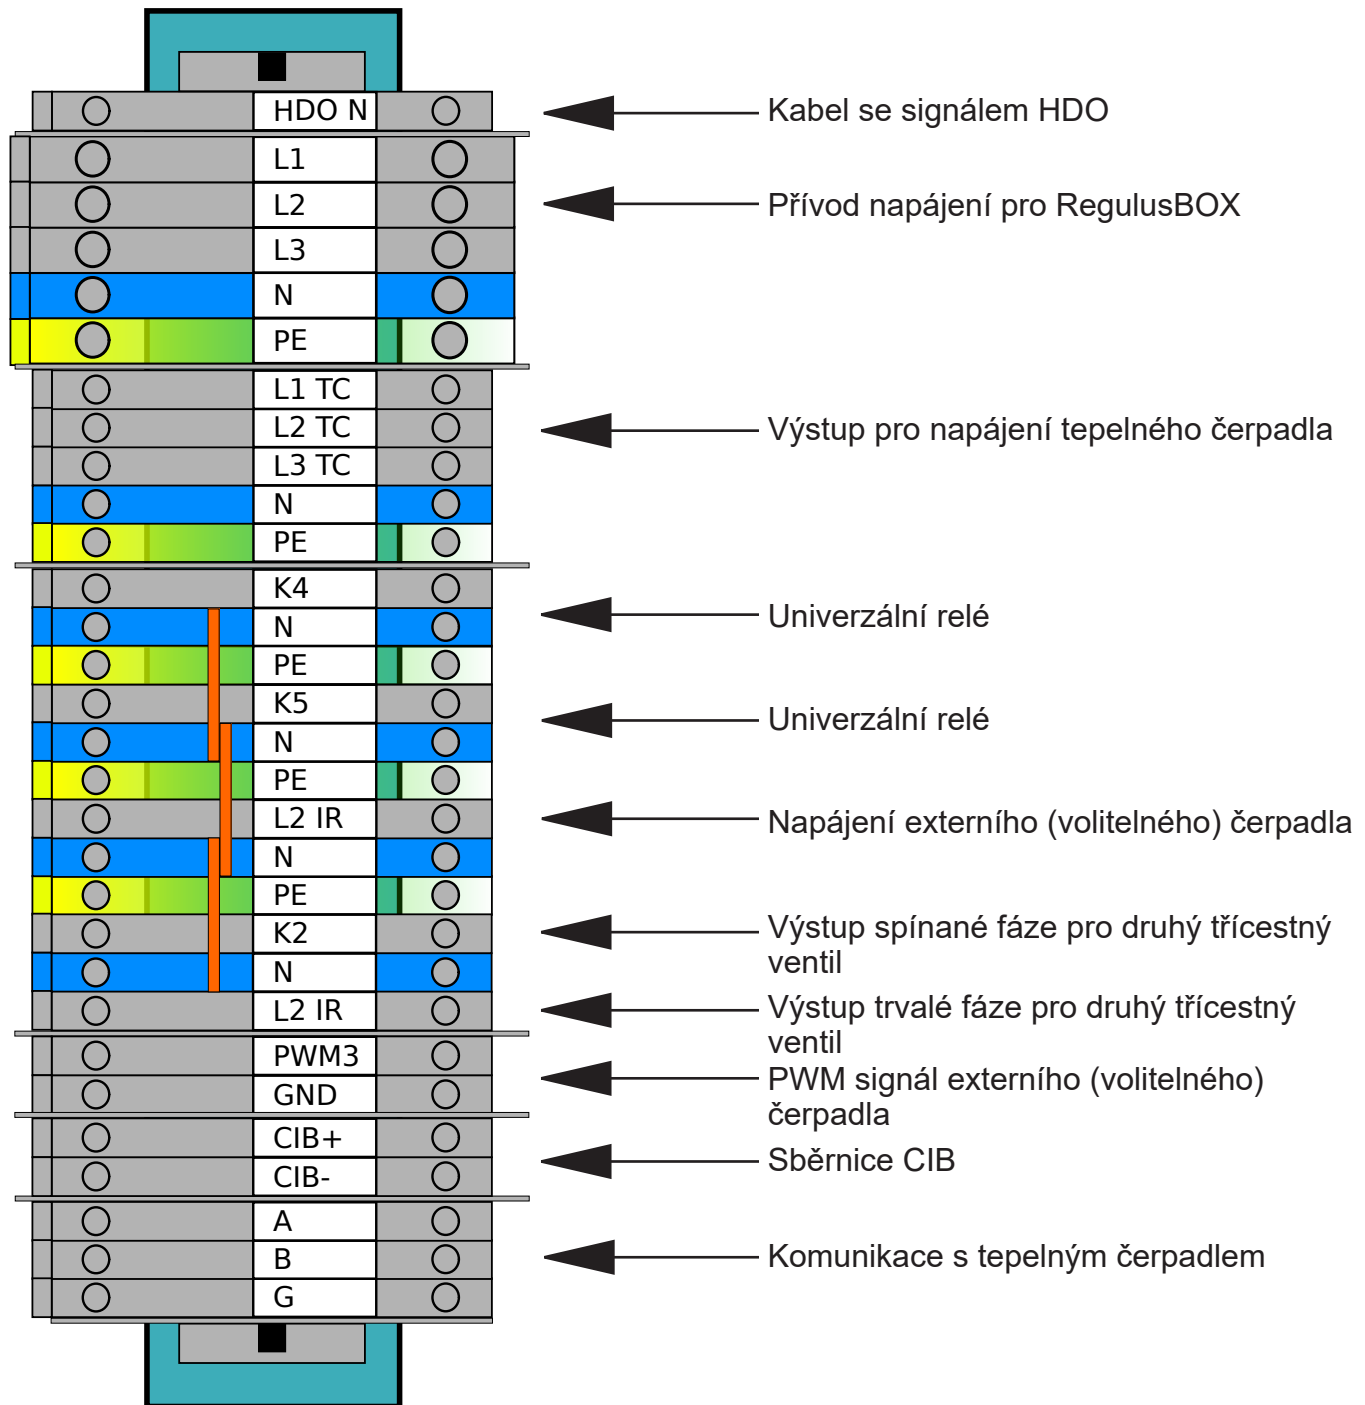 HDO N Kabel se signálem HDO
L1
L2 Přívod napájení pro RegulusBOX
L3
N
PE
L1 TC
L2 TC Výstup pro napájení tepelného čerpadla
L3 TC
N
PE
K4
N Univerzální relé
PE
K5 Univerzální relé
N
PE
L2 IR Napájení externího (volitelného) čerpadla
N
PE
K2 Výstup spínané fáze pro druhý třícestný
ventil
N
L2 IR Výstup trvalé fáze pro druhý třícestný
ventil
PWM3 PWM signál externího (volitelného)
čerpadla
GND
CIB+ Sběrnice CIB
CIB-
A
B Komunikace s tepelným čerpadlem
G